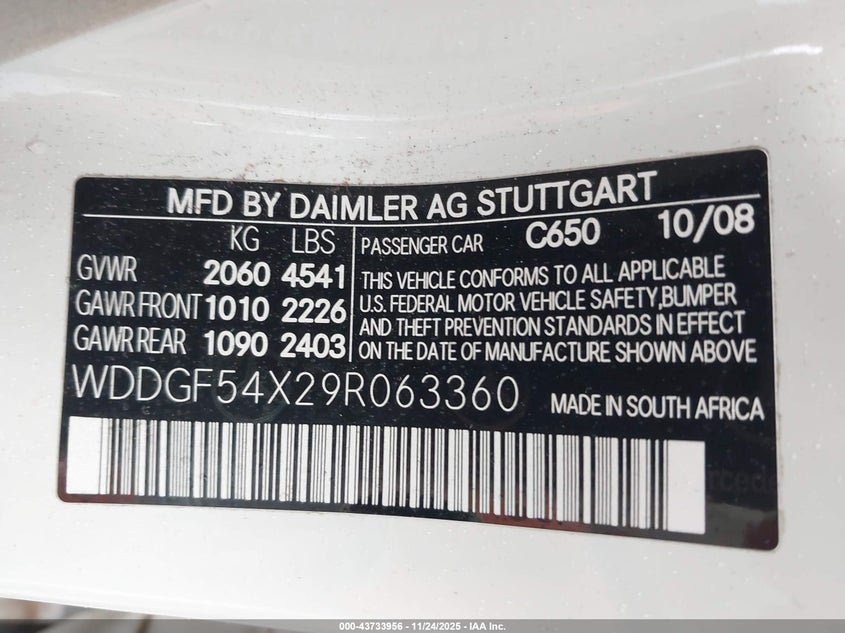 MFD BY DAIMLER AG STUTTGART
KG LBS PASSENGER CAR C650 10/08
GVWR 2060 4541
GAWR FRONT 1010 2226
GAWR REAR 1090 2403
THIS VEHICLE CONFORMS TO ALL APPLICABLE
U.S. FEDERAL MOTOR VEHICLE SAFETY, BUMPER
AND THEFT PREVENTION STANDARDS IN EFFECT
ON THE DATE OF MANUFACTURE SHOWN ABOVE
WDDGF54X29R063360 MADE IN SOUTH AFRICA
000-43733956 - 11/24/2025 - IAA Inc.